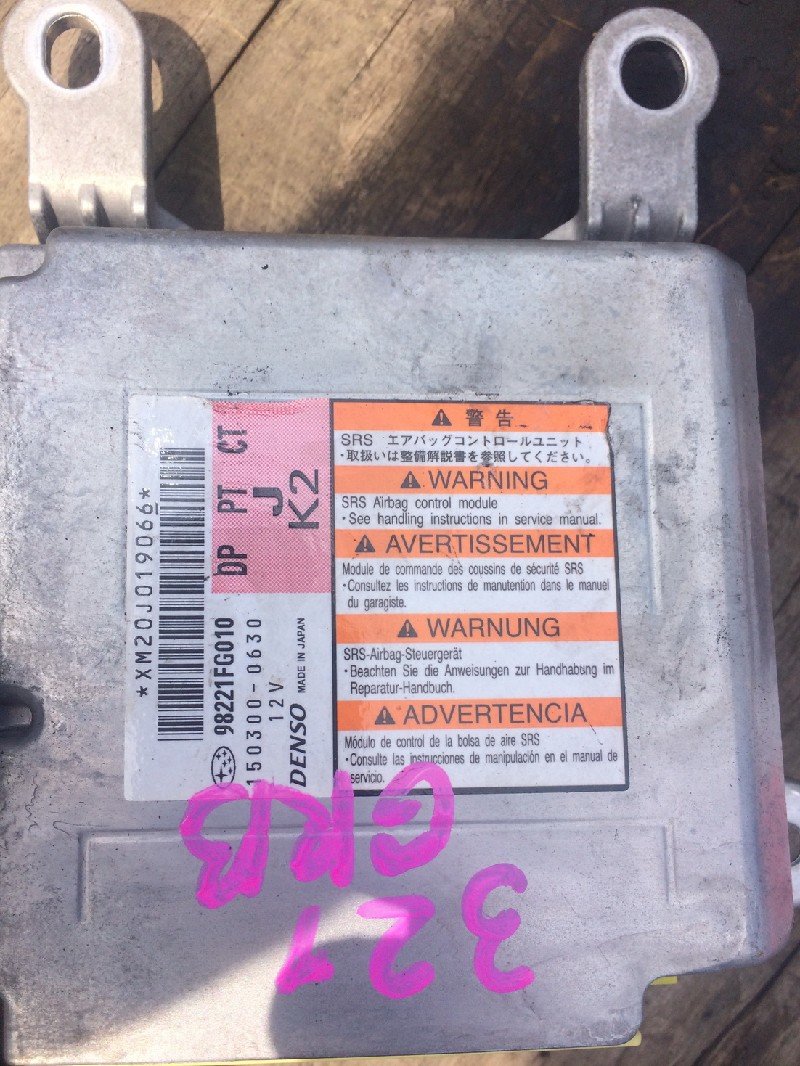 *XM20J019066*
DP PT CT
J
K2
98221FG010
150300-0630
12V
DENSO MADE IN JAPAN
警告
SRS エアバッグコントロールユニット
・取扱いは整備解説書を参照してください。
WARNING
SRS Airbag control module
・See handling instructions in service manual.
AVERTISSEMENT
Module de commande des coussins de sécurité SRS
・Consultez les instructions de manutention dans le manuel
du garagiste.
WARNUNG
SRS-Airbag-Steuergerät
・Beachten Sie die Anweisungen zur Handhabung im
Reparatur-Handbuch.
ADVERTENCIA
Módulo de control de la bolsa de aire SRS
・Consulte las instrucciones de manipulación en el manual de
servicio.
GRB
321